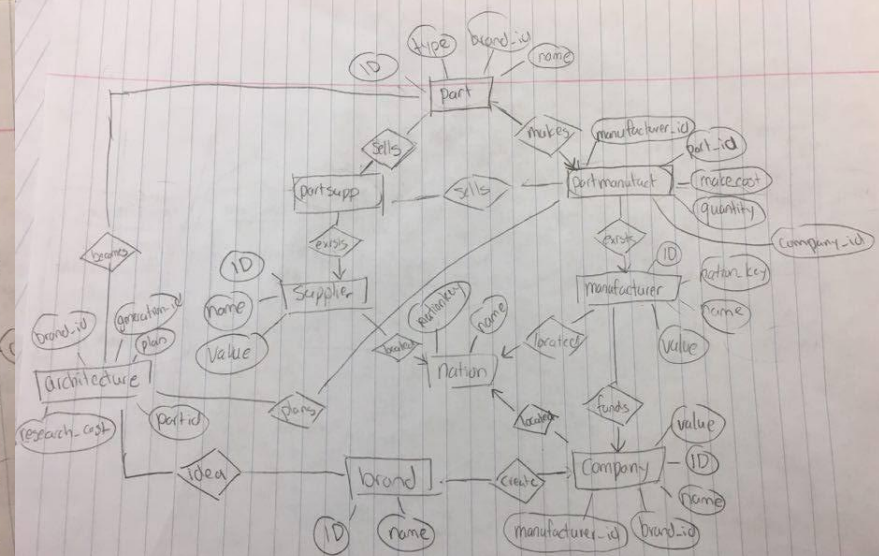 type
brand_id
ID
name
part
makes
manufacturer_id
part_id
sells
partsupp
sells
partmanufact
makecost
quantity
company_id
becomes
exists
exists
ID
ID
nation_key
supplier
manufacturer
name
name
nationkey
name
value
located
located
value
brand_id
generation_id
plan
nation
architecture
plans
located
funds
value
research_cost
partid
idea
brand
create
company
ID
name
ID
name
manufacturer_id
brand_id